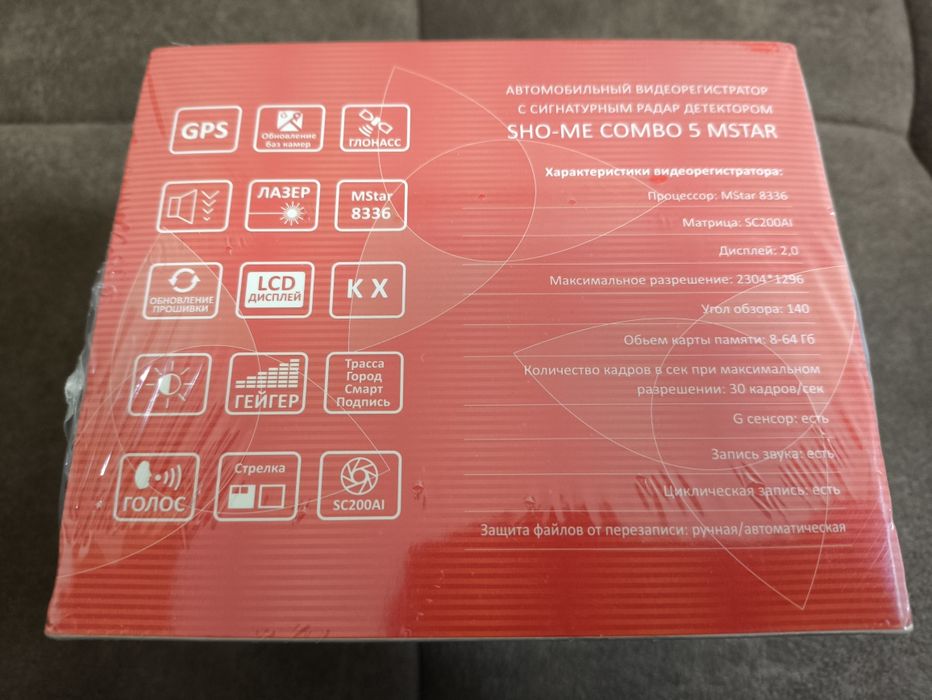 GPS
Обновление
баз камер
ГЛОНАСС
ЛАЗЕР
MStar
8336
ОБНОВЛЕНИЕ
ПРОШИВКИ
LCD
ДИСПЛЕЙ
K X
ГЕЙГЕР
Трасса
Город
Смарт
Подпись
ГОЛОС
Стрелка
SC200AI
АВТОМОБИЛЬНЫЙ ВИДЕОРЕГИСТРАТОР
С СИГНАТУРНЫМ РАДАР ДЕТЕКТОРОМ
SHO-ME COMBO 5 MSTAR
Характеристики видеорегистратора:
Процессор: MStar 8336
Матрица: SC200AI
Дисплей: 2,0
Максимальное разрешение: 2304*1296
Угол обзора: 140
Объем карты памяти: 8-64 Гб
Количество кадров в сек при максимальном
разрешении: 30 кадров/сек
G сенсор: есть
Запись звука: есть
Циклическая запись: есть
Защита файлов от перезаписи: ручная/автоматическая